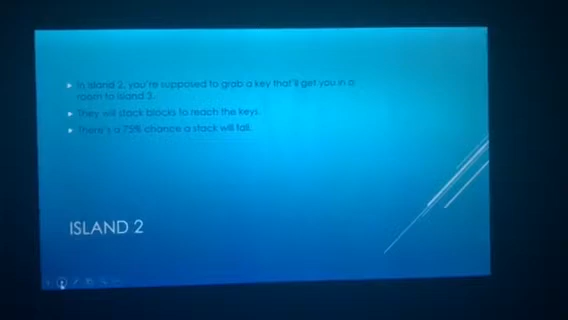 In Island 2, you're supposed to grab a key that'll get you in a
room to Island 3.
They will stack blocks to reach the keys.
There's a 75% chance a stack will fall.
ISLAND 2